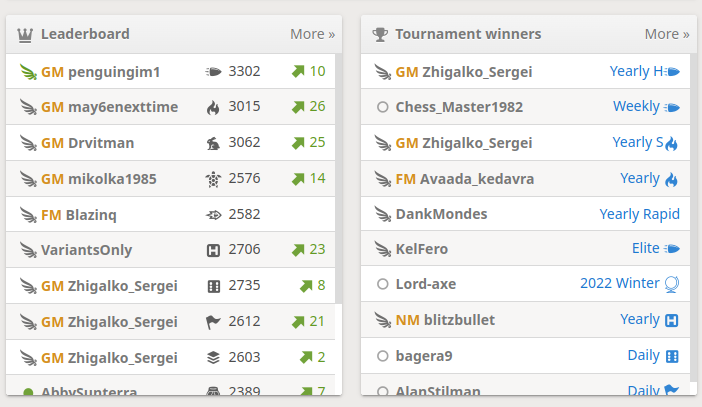 Leaderboard More »
GM penguingim1 3302 10
GM may6enexttime 3015 26
GM Drvitman 3062 25
GM mikolka1985 2576 14
FM Blazinq 2582
VariantsOnly 2706 23
GM Zhigalko_Sergei 2735 8
GM Zhigalko_Sergei 2612 21
GM Zhigalko_Sergei 2603 2
AbbySunterra 2389 7
Tournament winners More »
GM Zhigalko_Sergei Yearly H
Chess_Master1982 Weekly
GM Zhigalko_Sergei Yearly S
FM Avaada_kedavra Yearly
DankMondes Yearly Rapid
KelFero Elite
Lord-axe 2022 Winter
NM blitzbullet Yearly
bagera9 Daily
AlanStilman Daily